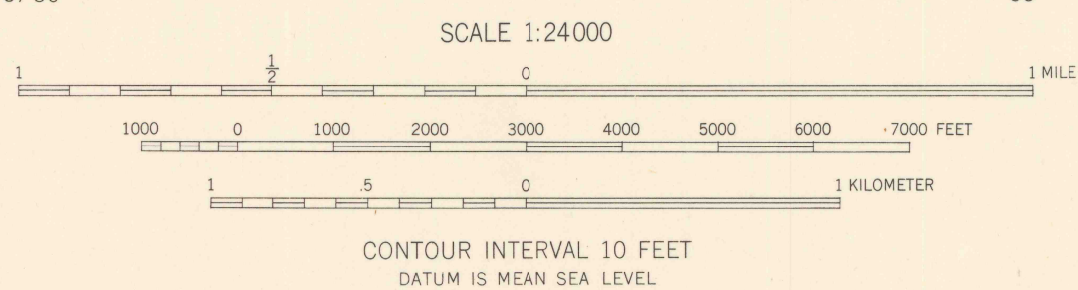 SCALE 1:24000
1 1/2 0 1 MILE
1000 0 1000 2000 3000 4000 5000 6000 7000 FEET
1 .5 0 1 KILOMETER
CONTOUR INTERVAL 10 FEET
DATUM IS MEAN SEA LEVEL